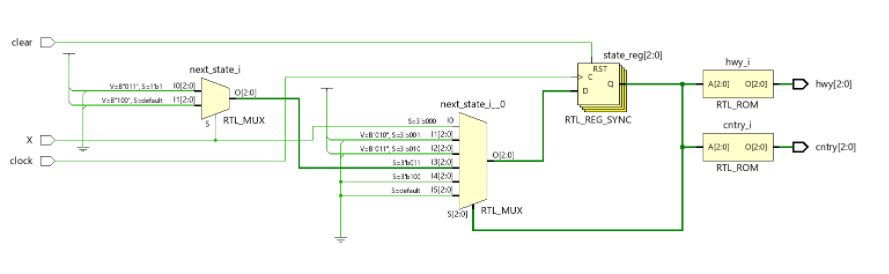 clear
X
clock
next_state_i
V=B"011", S=1'b1 I0[2:0]
V=B"100", S=default I1[2:0]
O[2:0]
S
RTL_MUX
next_state_i__0
S=3'b000 I0
V=B"010", S=3'b001 I1[2:0]
V=B"011", S=3'b010 I2[2:0]
S=3'b011 I3[2:0]
S=3'b100 I4[2:0]
S=default I5[2:0]
O[2:0]
S[2:0]
RTL_MUX
state_reg[2:0]
RST
C
D
Q
RTL_REG_SYNC
hwy_i
A[2:0] O[2:0]
RTL_ROM
hwy[2:0]
cntry_i
A[2:0] O[2:0]
RTL_ROM
cntry[2:0]